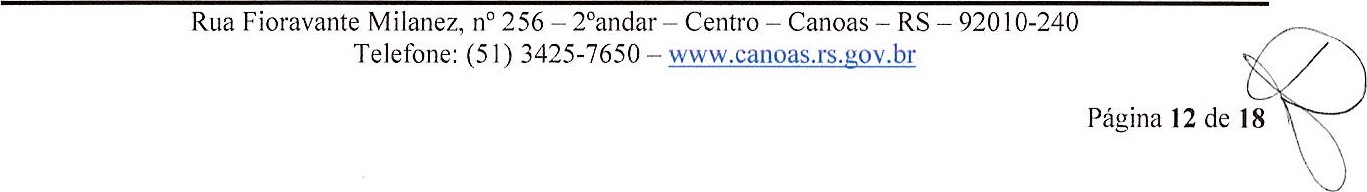 Rua Fioravante Milanez, nº 256 – 2ºandar – Centro – Canoas – RS – 92010-240
Telefone: (51) 3425-7650 – www.canoas.rs.gov.br
Página 12 de 18